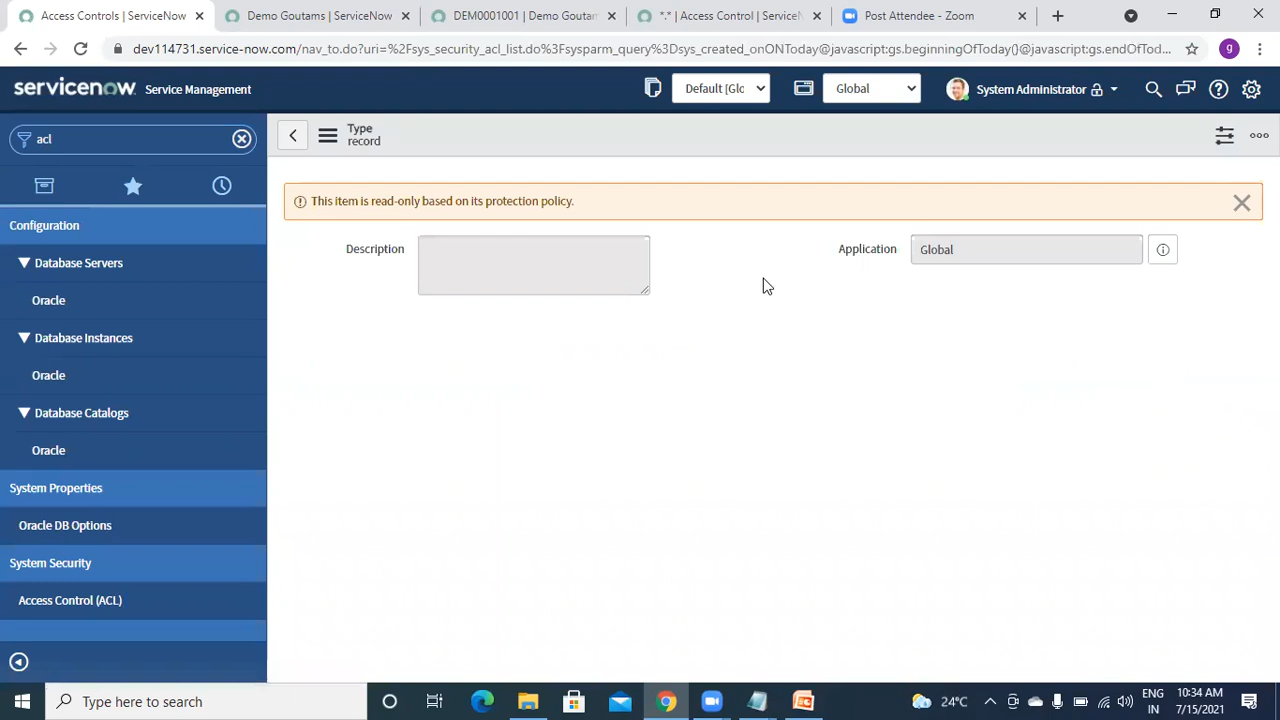 Access Controls | ServiceNow
Demo Goutams | ServiceNow
DEM0001001 | Demo Goutam
*.* | Access Control | ServiceN
Post Attendee - Zoom
dev114731.service-now.com/nav_to.do?uri=%2Fsys_security_acl_list.do%3Fsysparm_query%3Dsys_created_onONToday@javascript:gs.beginningOfToday()@javascript:gs.endOfTod...
g
servicenow Service Management
Default [Glo
Global
System Administrator
acl
Type
record
This item is read-only based on its protection policy.
Description
Application
Global
Configuration
Database Servers
Oracle
Database Instances
Oracle
Database Catalogs
Oracle
System Properties
Oracle DB Options
System Security
Access Control (ACL)
Type here to search
24°C
ENG
IN
10:34 AM
7/15/2021